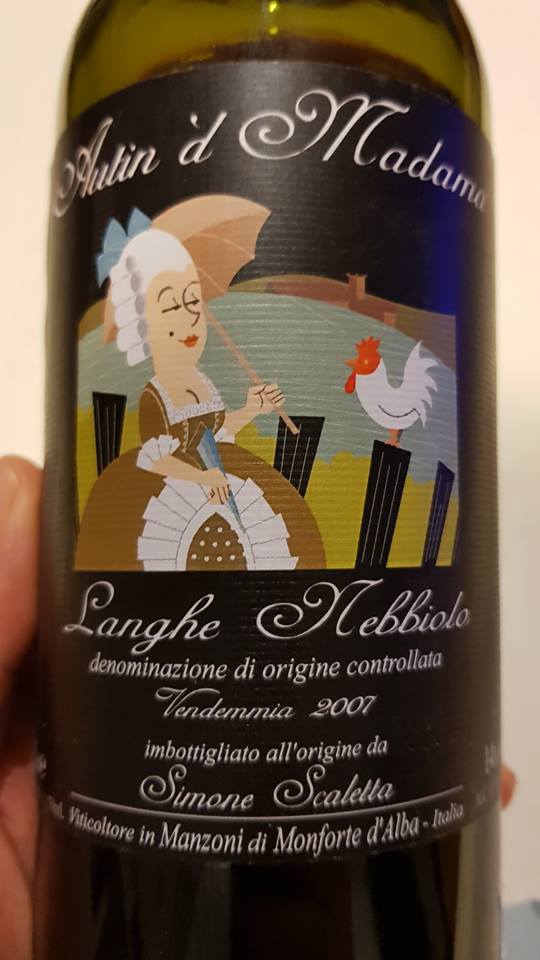 Autin 'd Madama
Langhe Nebbiolo
denominazione di origine controllata
Vendemmia 2007
imbottigliato all'origine da
Simone Scaletta
Viticoltore in Manzoni di Monforte d'Alba - Italia